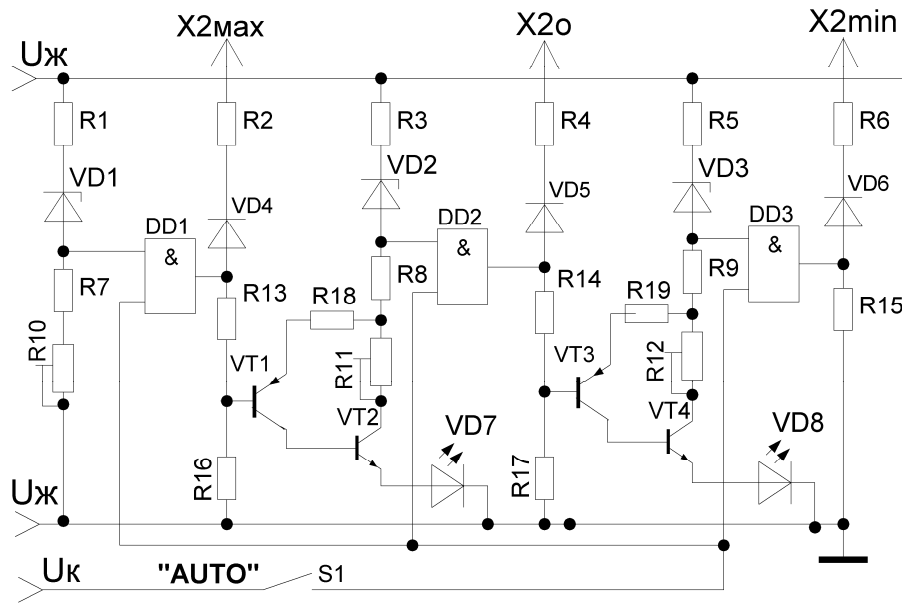 X2мах X2о X2min
Uж
R1 R2 R3 R4 R5 R6
VD1 VD2 VD3
VD4 VD5 VD6
DD1 DD2 DD3
& & &
R7 R13 R8 R14 R9 R15
R18 R19
R10 R11 R12
VT1 VT3
VT2 VT4
VD7 VD8
R16 R17
Uж
Uк "AUTO" S1